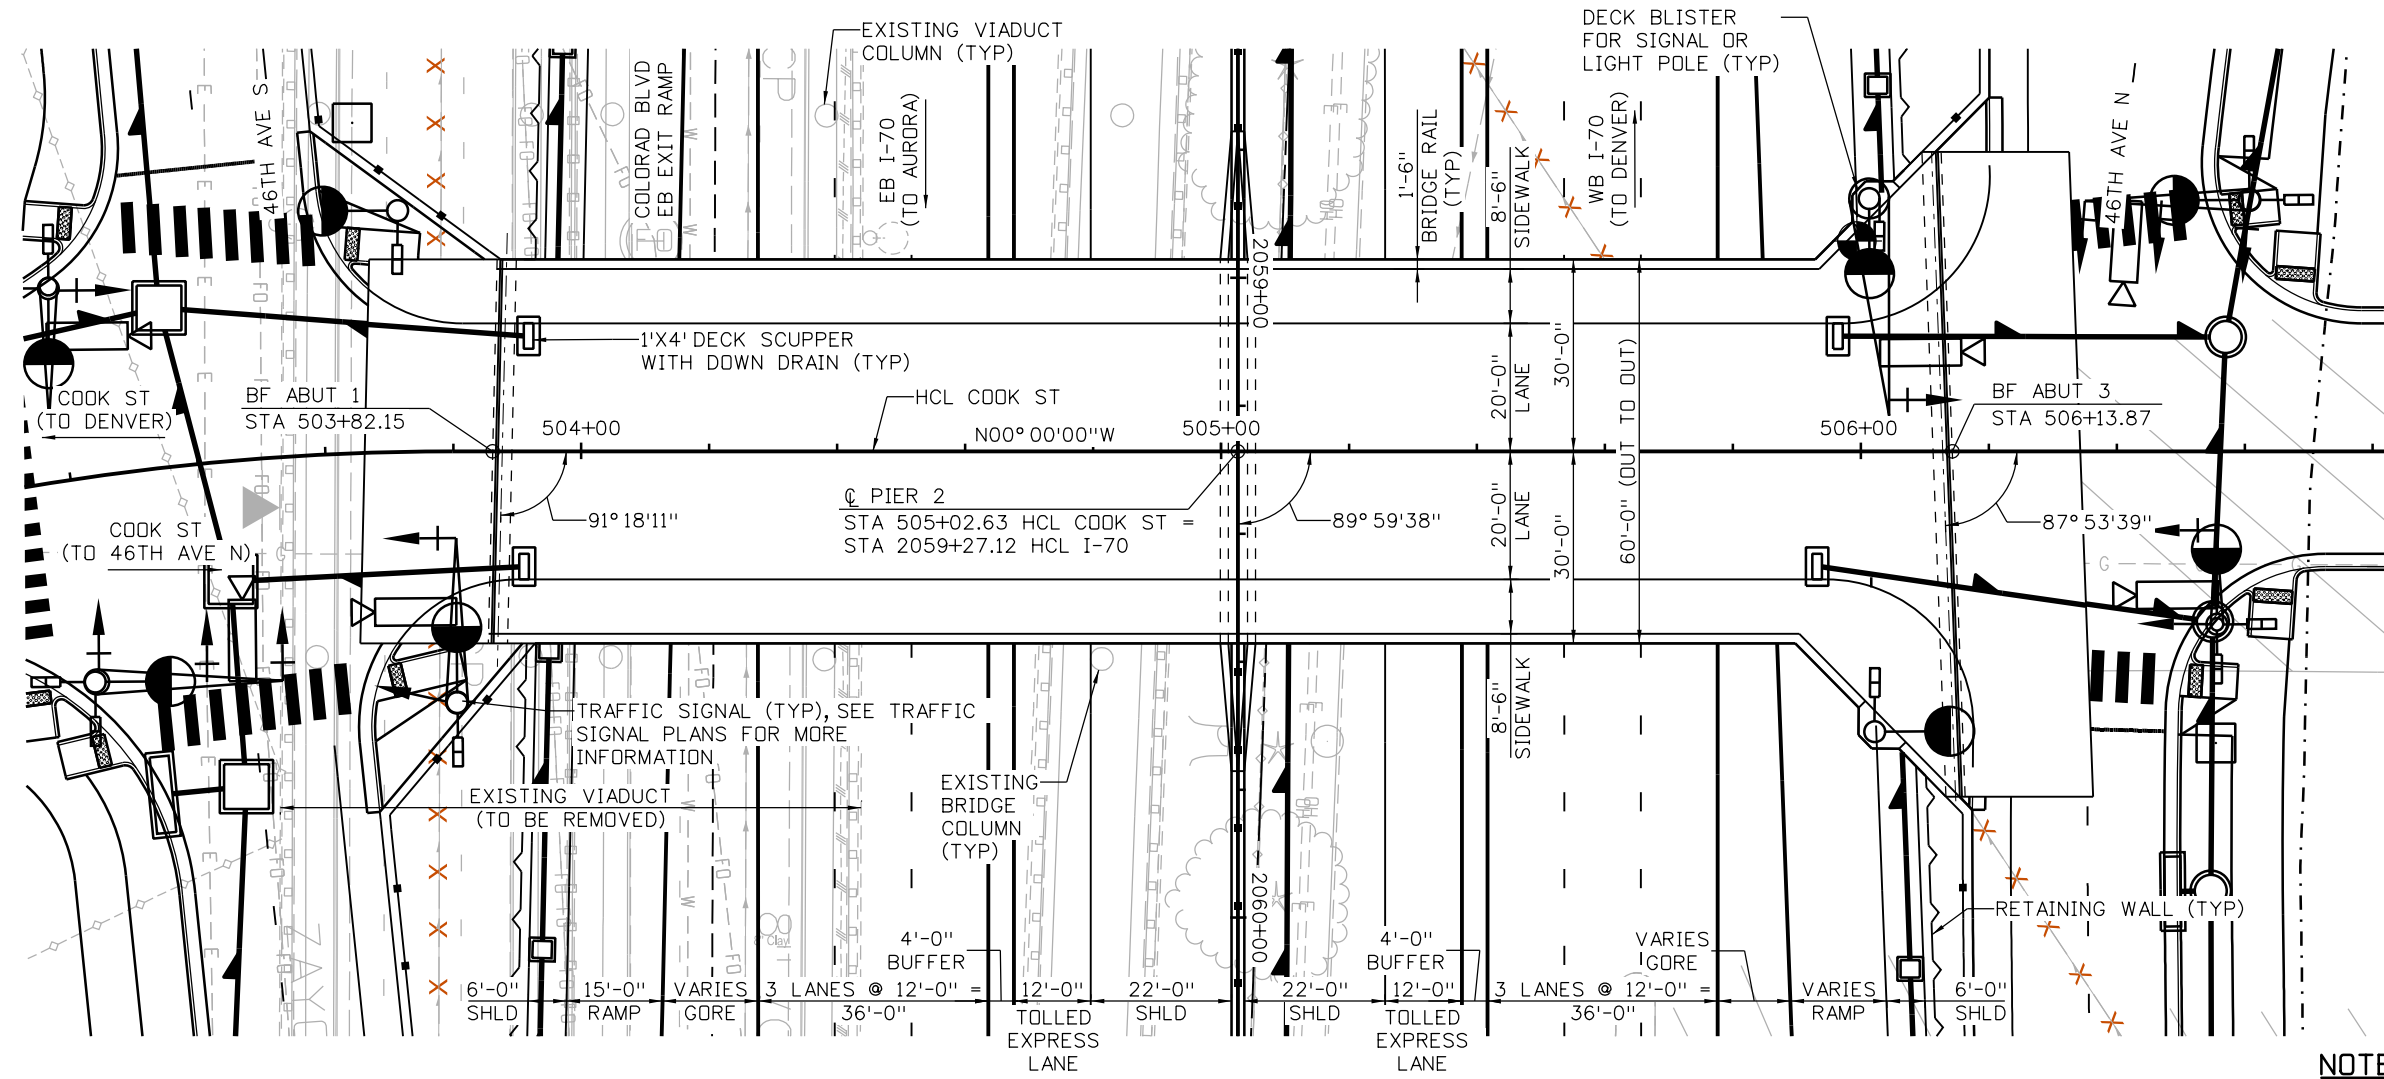 DECK BLISTER
FOR SIGNAL OR
LIGHT POLE (TYP)
EXISTING VIADUCT
COLUMN (TYP)
46TH AVE S
COLORAD BLVD
EB EXIT RAMP
EB I-70
(TO AURORA)
1'-6"
BRIDGE RAIL
(TYP)
8'-6"
SIDEWALK
WB I-70
(TO DENVER)
46TH AVE N
2059+00
1'X4' DECK SCUPPER
WITH DOWN DRAIN (TYP)
COOK ST
(TO DENVER)
BF ABUT 1
STA 503+82.15
HCL COOK ST
504+00
N00°00'00"W
505+00
20'-0"
LANE
30'-0"
60'-0" (OUT TO OUT)
506+00
BF ABUT 3
STA 506+13.87
COOK ST
(TO 46TH AVE N)
91°18'11"
℄ PIER 2
STA 505+02.63 HCL COOK ST =
STA 2059+27.12 HCL I-70
89°59'38"
20'-0"
LANE
30'-0"
87°53'39"
G
G
8'-6"
SIDEWALK
TRAFFIC SIGNAL (TYP), SEE TRAFFIC
SIGNAL PLANS FOR MORE
INFORMATION
EXISTING VIADUCT
(TO BE REMOVED)
EXISTING
BRIDGE
COLUMN
(TYP)
2060+00
RETAINING WALL (TYP)
8" Clay
4'-0"
BUFFER
4'-0"
BUFFER
VARIES
GORE
6'-0"
SHLD
15'-0"
RAMP
VARIES
GORE
3 LANES @ 12'-0" =
36'-0"
12'-0"
TOLLED
EXPRESS
LANE
22'-0"
SHLD
22'-0"
SHLD
12'-0"
TOLLED
EXPRESS
LANE
3 LANES @ 12'-0" =
36'-0"
VARIES
RAMP
6'-0"
SHLD